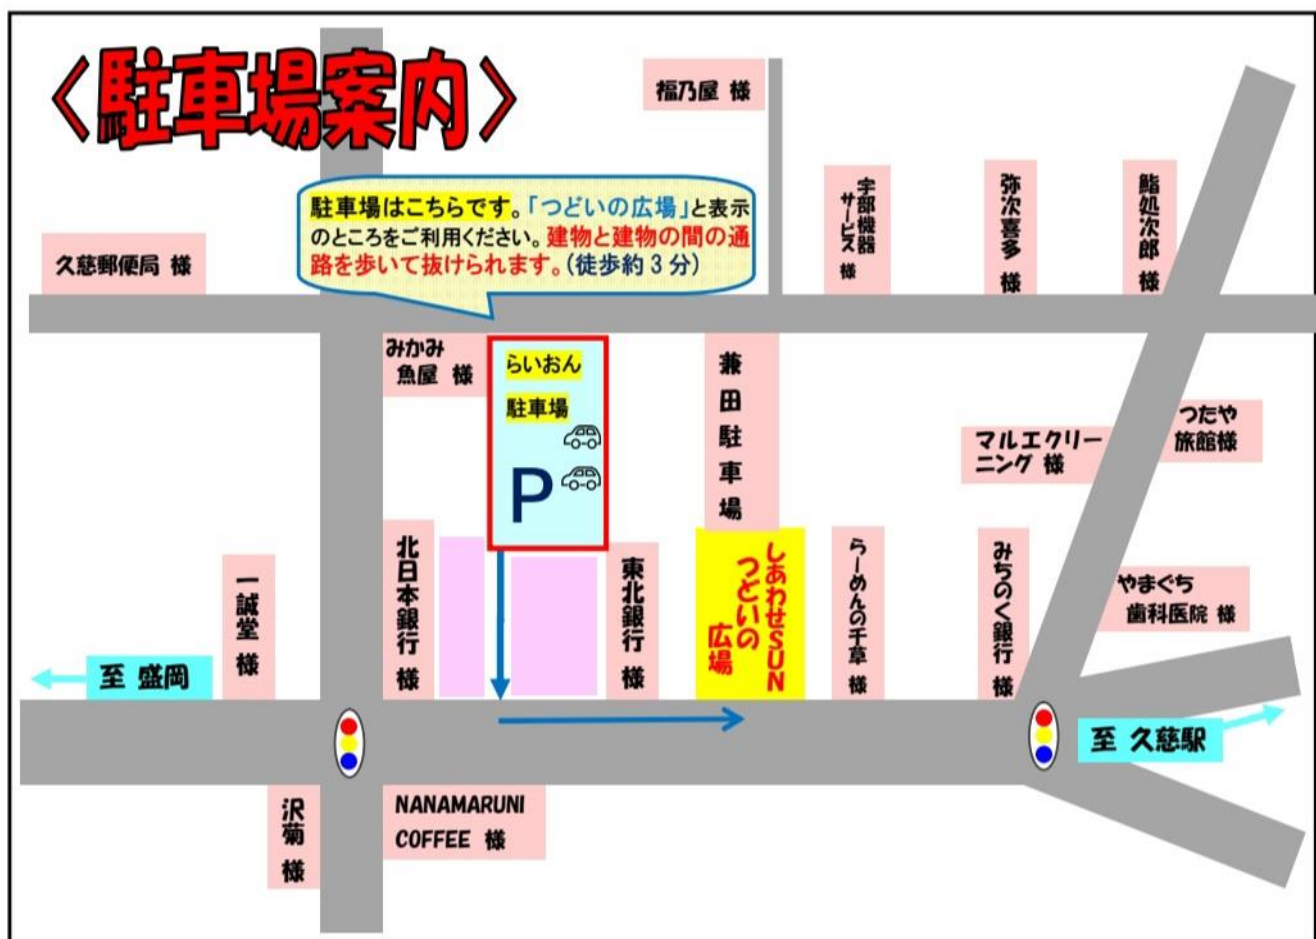 〈駐車場案内〉
福乃屋 様
駐車場はこちらです。「つどいの広場」と表示
のところをご利用ください。建物と建物の間の通
路を歩いて抜けられます。(徒歩約3分)
久慈郵便局 様
宇部機器
サービス 様
弥次喜多 様
鮨処次郎 様
みかみ
魚屋 様
らいおん
駐車場
P
兼田駐車場
マルエクリー
ニング 様
つたや
旅館様
一誠堂 様
北日本銀行 様
東北銀行 様
しあわせSUN
つどいの
広場
らーめんの千草 様
みちのく銀行 様
やまぐち
歯科医院 様
至 盛岡
至 久慈駅
沢菊 様
NANAMARUNI
COFFEE 様